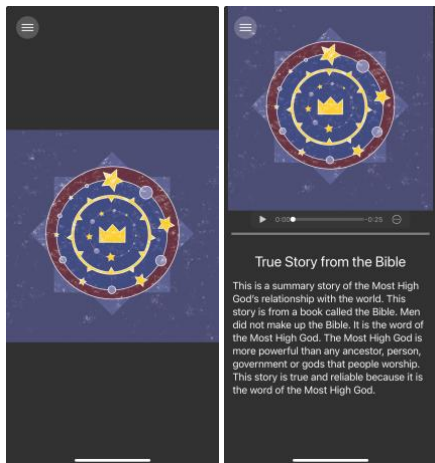 0:00
-0:25
True Story from the Bible
This is a summary story of the Most High
God's relationship with the world. This
story is from a book called the Bible. Men
did not make up the Bible. It is the word of
the Most High God. The Most High God is
more powerful than any ancestor, person,
government or gods that people worship.
This story is true and reliable because it is
the word of the Most High God.